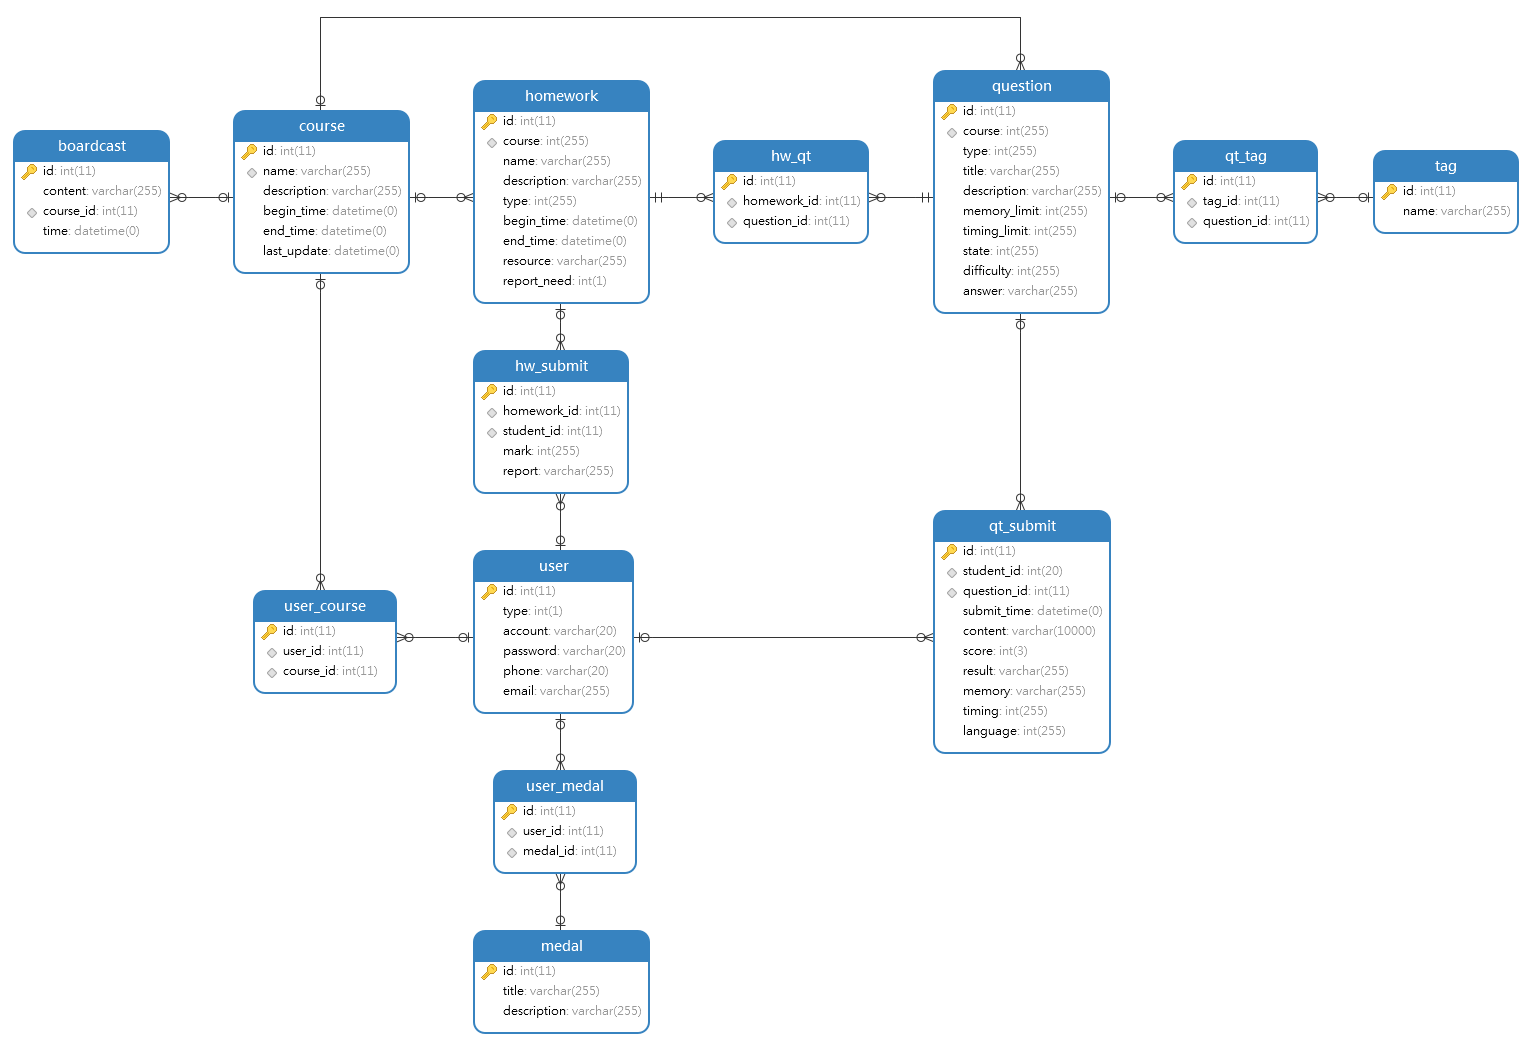 boardcast
id: int(11)
content: varchar(255)
course_id: int(11)
time: datetime(0)
course
id: int(11)
name: varchar(255)
description: varchar(255)
begin_time: datetime(0)
end_time: datetime(0)
last_update: datetime(0)
homework
id: int(11)
course: int(255)
name: varchar(255)
description: varchar(255)
type: int(255)
begin_time: datetime(0)
end_time: datetime(0)
resource: varchar(255)
report_need: int(1)
hw_qt
id: int(11)
homework_id: int(11)
question_id: int(11)
question
id: int(11)
course: int(255)
type: int(255)
title: varchar(255)
description: varchar(255)
memory_limit: int(255)
timing_limit: int(255)
state: int(255)
difficulty: int(255)
answer: varchar(255)
qt_tag
id: int(11)
tag_id: int(11)
question_id: int(11)
tag
id: int(11)
name: varchar(255)
hw_submit
id: int(11)
homework_id: int(11)
student_id: int(11)
mark: int(255)
report: varchar(255)
user_course
id: int(11)
user_id: int(11)
course_id: int(11)
user
id: int(11)
type: int(1)
account: varchar(20)
password: varchar(20)
phone: varchar(20)
email: varchar(255)
qt_submit
id: int(11)
student_id: int(20)
question_id: int(11)
submit_time: datetime(0)
content: varchar(10000)
score: int(3)
result: varchar(255)
memory: varchar(255)
timing: int(255)
language: int(255)
user_medal
id: int(11)
user_id: int(11)
medal_id: int(11)
medal
id: int(11)
title: varchar(255)
description: varchar(255)